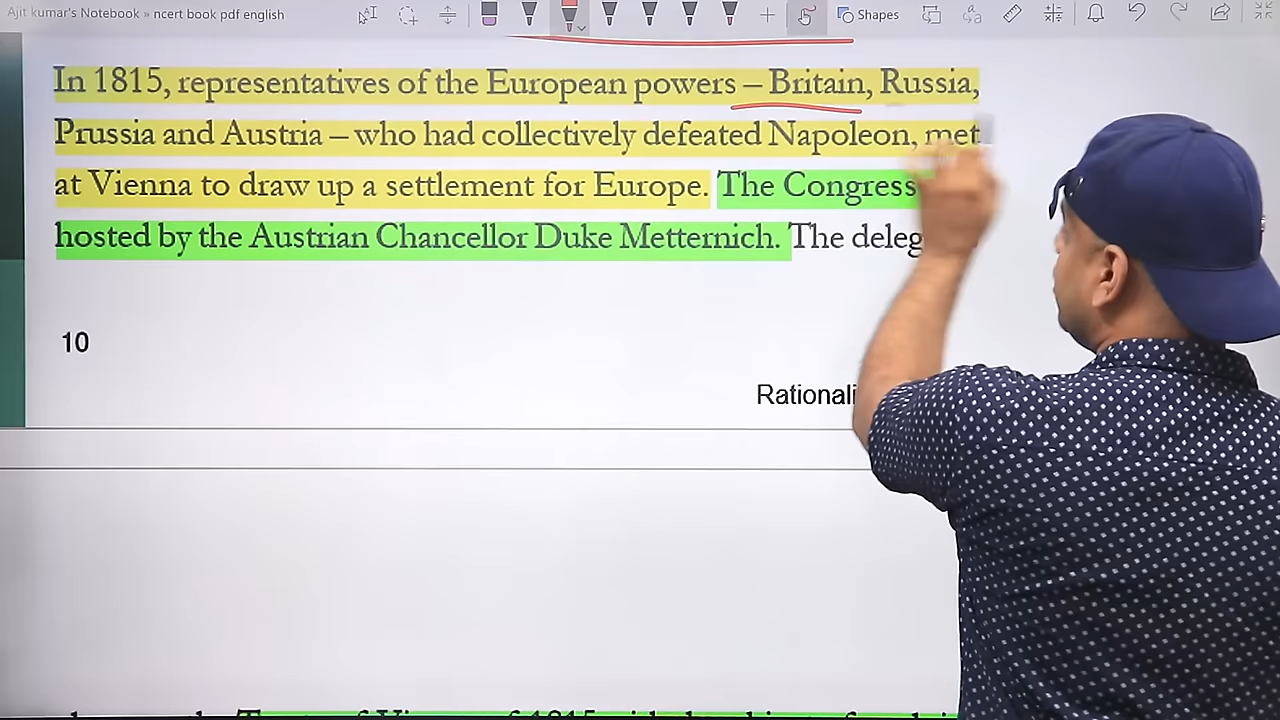 Ajit kumar's Notebook » ncert book pdf english
Shapes
In 1815, representatives of the European powers – Britain, Russia,
Prussia and Austria – who had collectively defeated Napoleon, met
at Vienna to draw up a settlement for Europe. The Congress
hosted by the Austrian Chancellor Duke Metternich. The deleg
10
Rationali